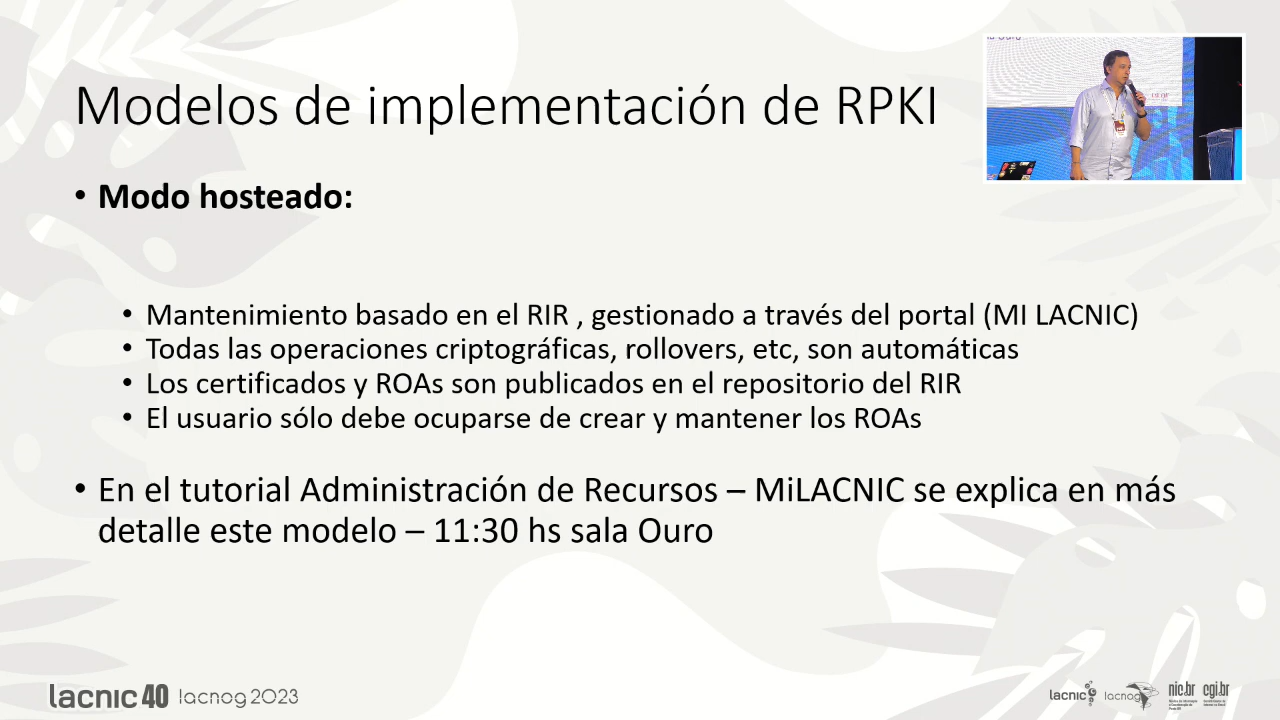 Modelos de implementación de RPKI
• Modo hosteado:
• Mantenimiento basado en el RIR , gestionado a través del portal (MI LACNIC)
• Todas las operaciones criptográficas, rollovers, etc, son automáticas
• Los certificados y ROAs son publicados en el repositorio del RIR
• El usuario sólo debe ocuparse de crear y mantener los ROAs
• En el tutorial Administración de Recursos – MiLACNIC se explica en más
detalle este modelo – 11:30 hs sala Ouro
lacnic 40 lacnog 2023
lacnic lacnog nic.br cgi.br